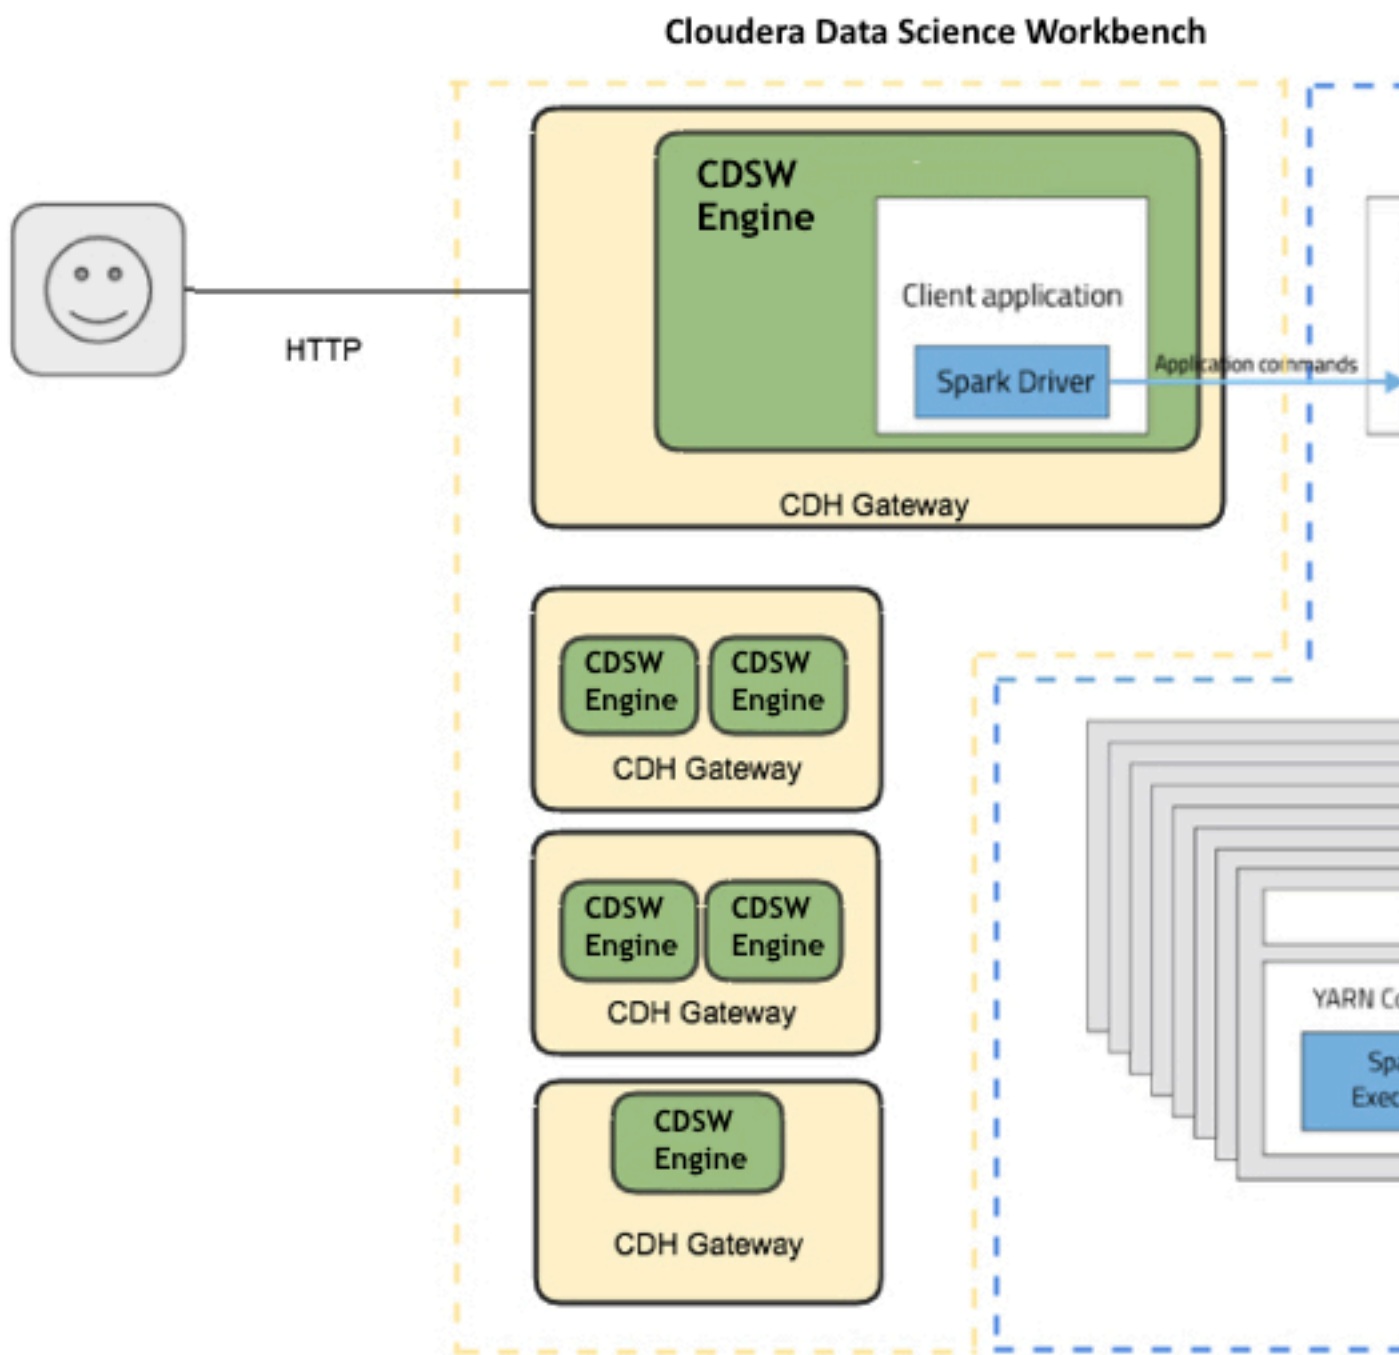 Cloudera Data Science Workbench
CDSW
Engine
Client application
HTTP
Application commands
Spark Driver
CDH Gateway
CDSW
Engine
CDSW
Engine
CDH Gateway
CDSW
Engine
CDSW
Engine
CDH Gateway
YARN
CDSW
Engine
CDH Gateway